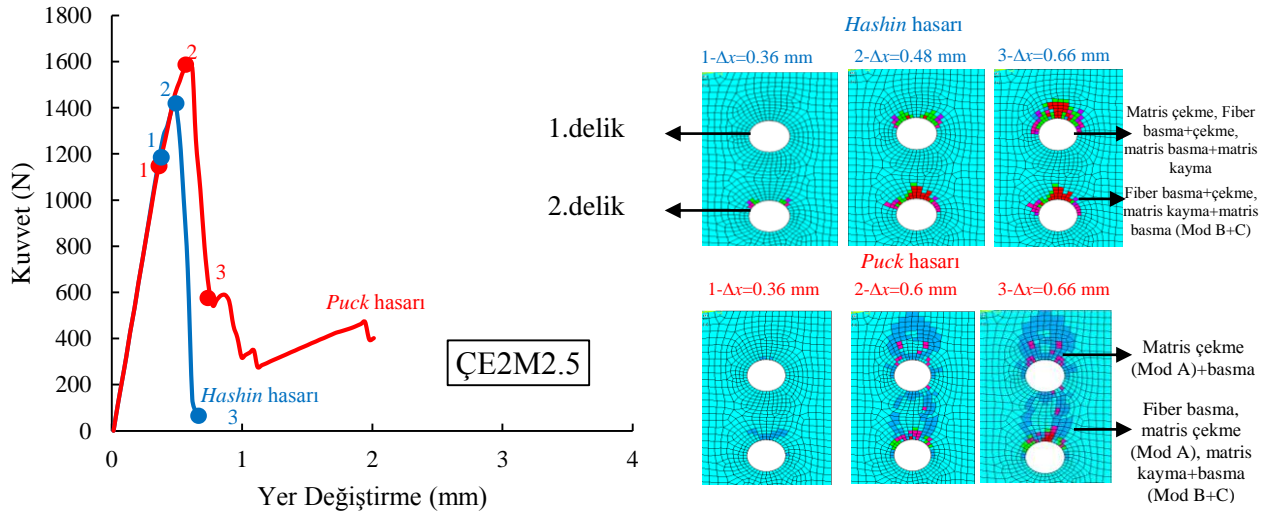 1800
1600
1400
1200
1000
800
600
400
200
0
0
1
2
3
4
Kuvvet (N)
Yer Değiştirme (mm)
1
2
3
1
2
3
Puck hasarı
Hashin hasarı
ÇE2M2.5
Hashin hasarı
1-Δx=0.36 mm
2-Δx=0.48 mm
3-Δx=0.66 mm
1.delik
2.delik
Matris çekme, Fiber
basma+çekme,
matris basma+matris
kayma
Fiber basma+çekme,
matris kayma+matris
basma (Mod B+C)
Puck hasarı
1-Δx=0.36 mm
2-Δx=0.6 mm
3-Δx=0.66 mm
Matris çekme
(Mod A)+basma
Fiber basma,
matris çekme
(Mod A), matris
kayma+basma
(Mod B+C)